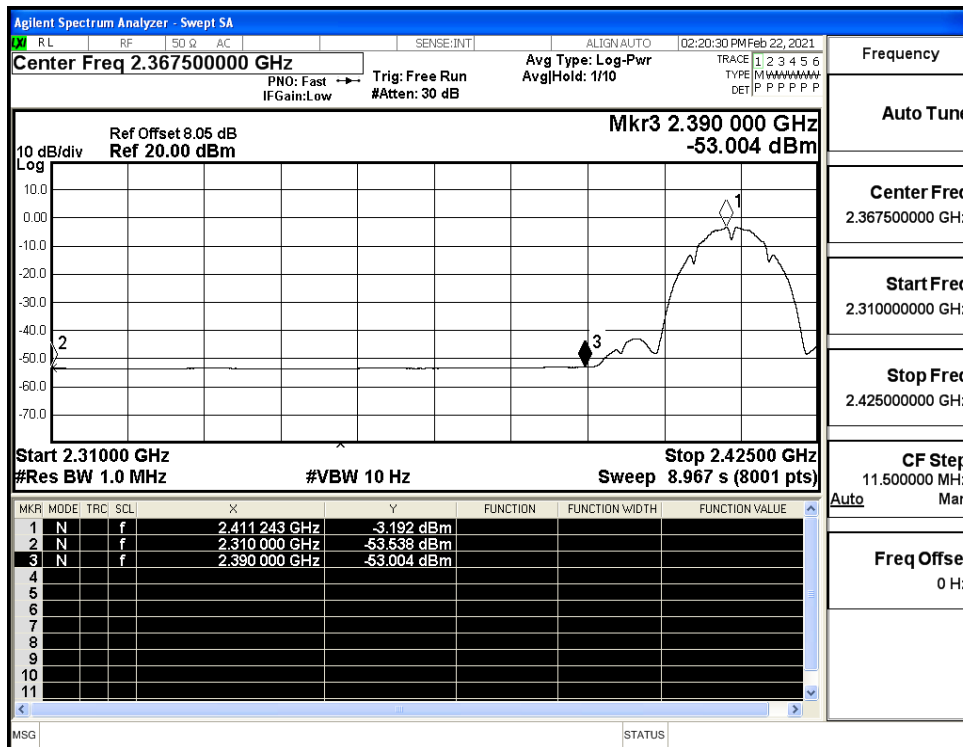 Agilent Spectrum Analyzer - Swept SA
LXI RL RF 50 Ω AC SENSE:INT ALIGNAUTO 02:20:30 PMFeb 22, 2021
Center Freq 2.367500000 GHz
PNO: Fast
IFGain:Low
Trig: Free Run
#Atten: 30 dB
Avg Type: Log-Pwr
Avg|Hold: 1/10
TRACE 1 2 3 4 5 6
TYPE MWWWWW
DET P P P P P P
Ref Offset 8.05 dB
10 dB/div Ref 20.00 dBm
Log
Mkr3 2.390 000 GHz
-53.004 dBm
10.0
0.00
-10.0
-20.0
-30.0
-40.0
-50.0
-60.0
-70.0
1
2
3
Start 2.31000 GHz Stop 2.42500 GHz
#Res BW 1.0 MHz #VBW 10 Hz Sweep 8.967 s (8001 pts)
MKR MODE TRC SCL X Y FUNCTION FUNCTION WIDTH FUNCTION VALUE
1 N f 2.411 243 GHz -3.192 dBm
2 N f 2.310 000 GHz -53.538 dBm
3 N f 2.390 000 GHz -53.004 dBm
4
5
6
7
8
9
10
11
MSG STATUS
Frequency
Auto Tune
Center Freq
2.367500000 GHz
Start Freq
2.310000000 GHz
Stop Freq
2.425000000 GHz
CF Step
11.500000 MHz
Auto Man
Freq Offset
0 Hz